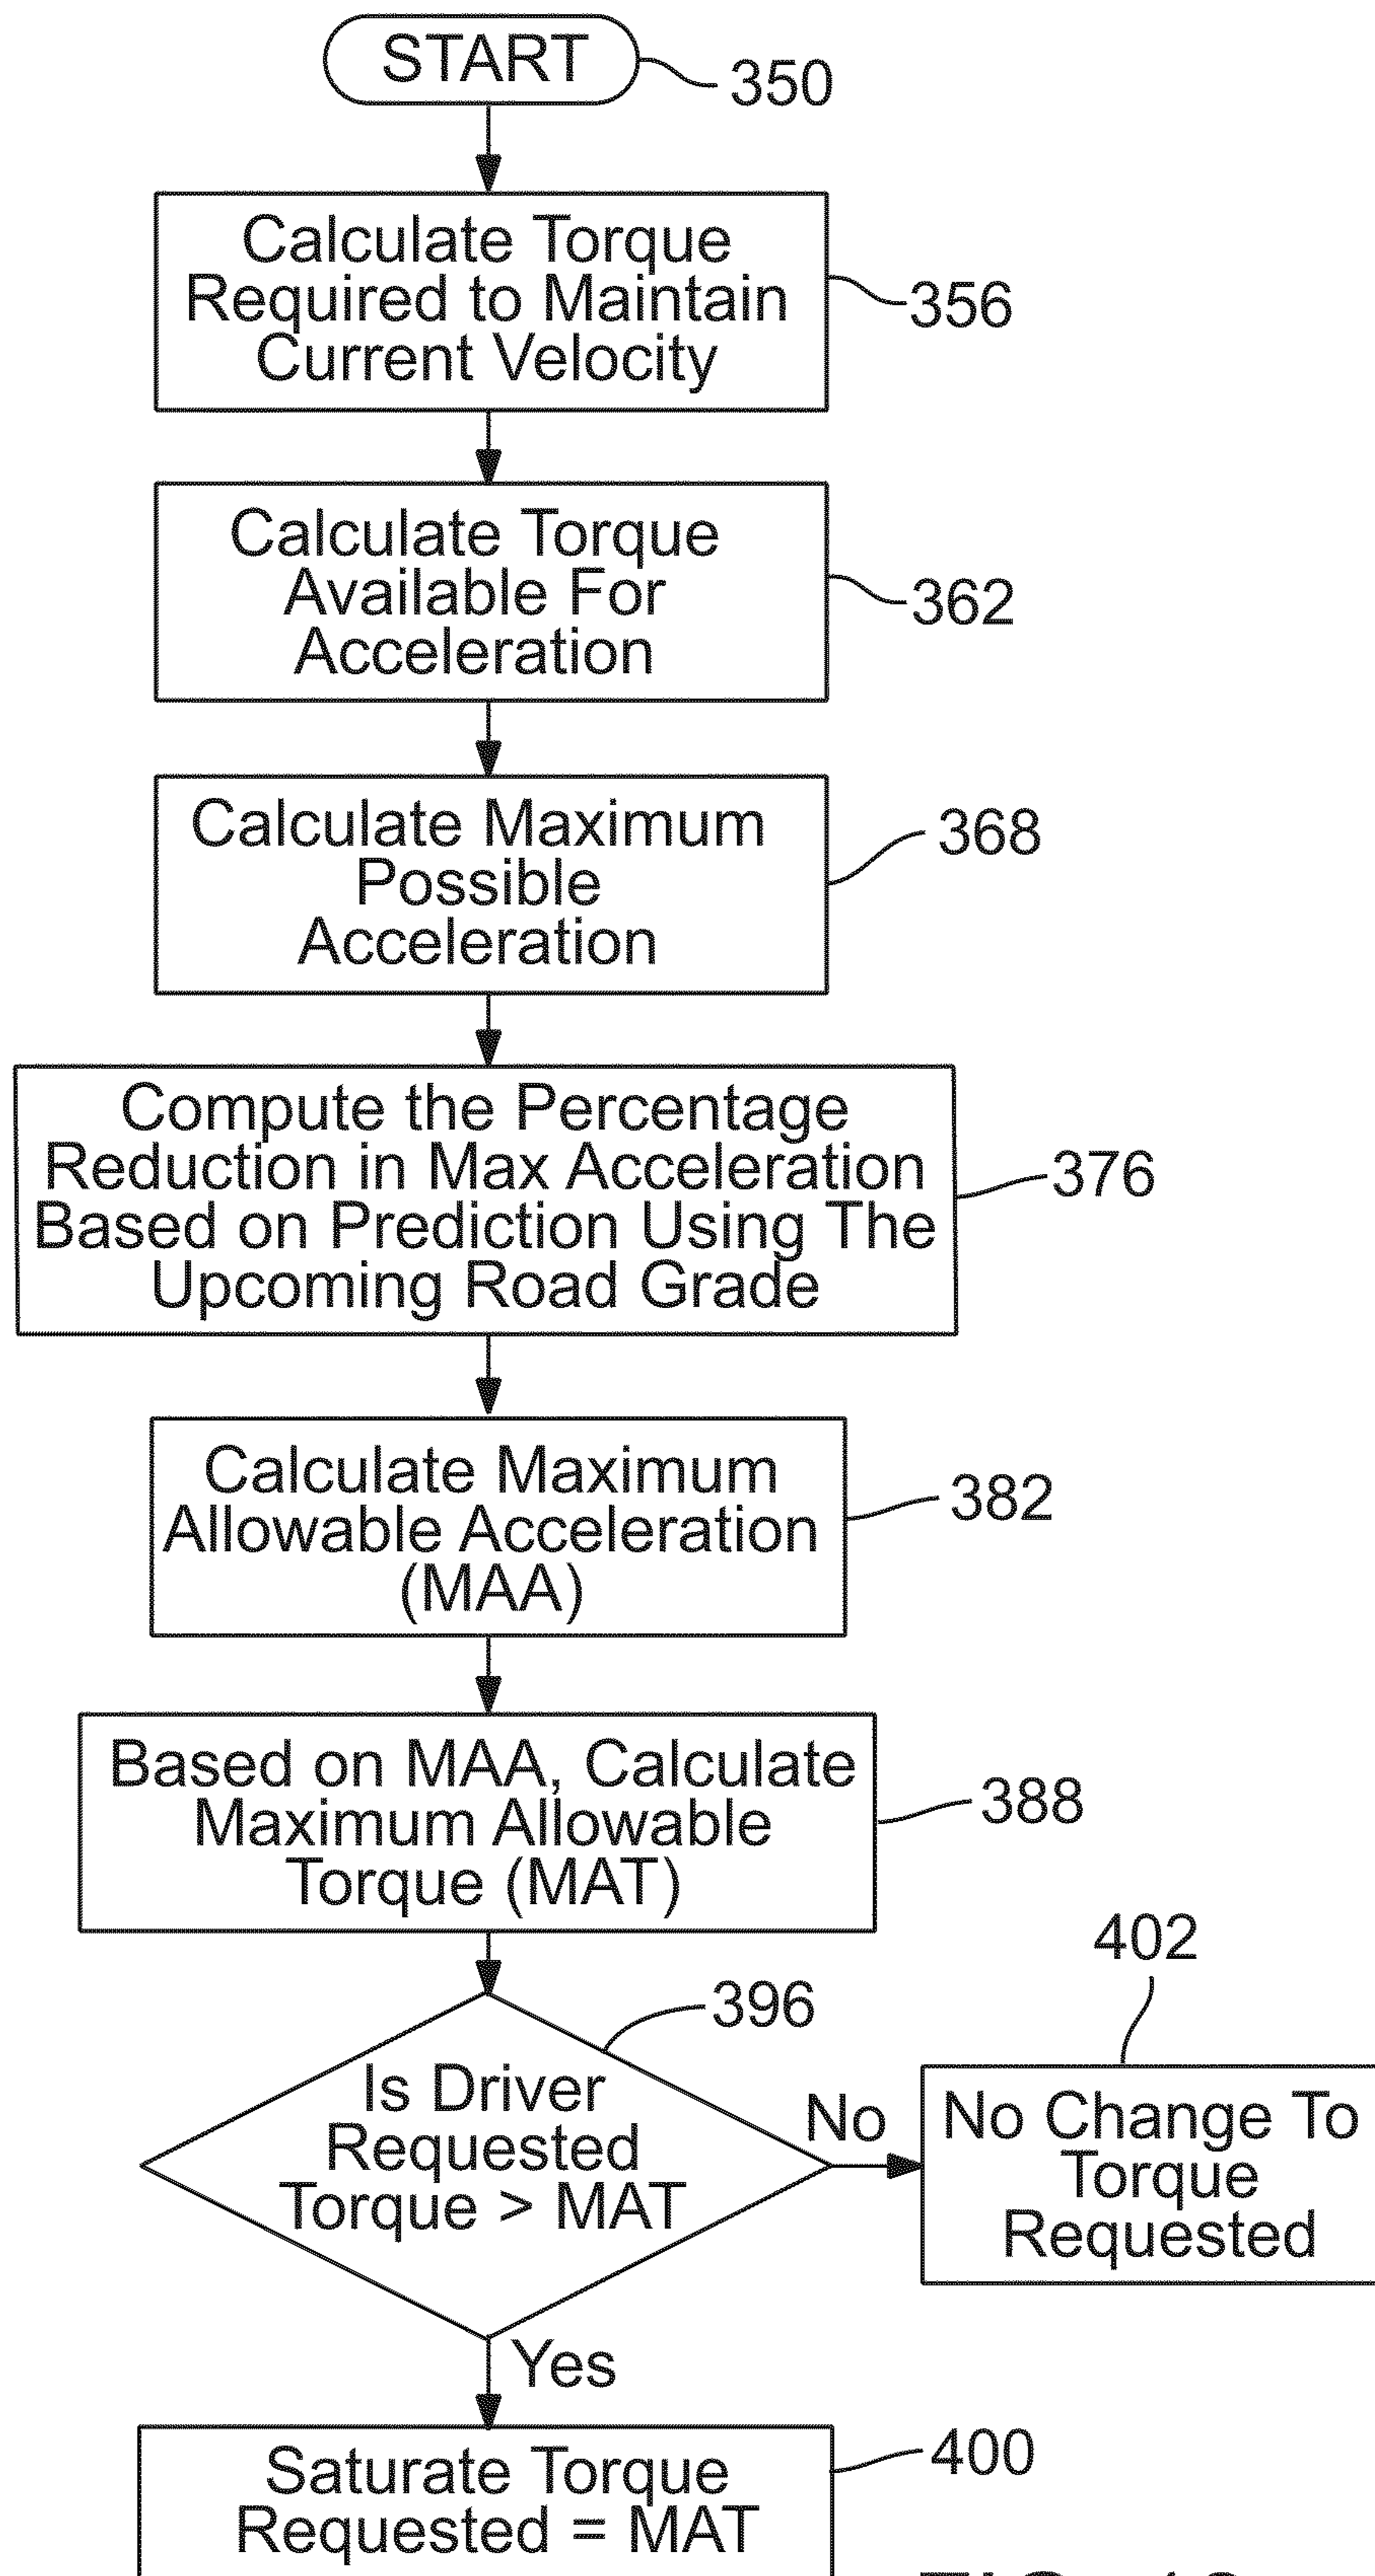 START
350
Calculate Torque
Required to Maintain
Current Velocity
356
Calculate Torque
Available For
Acceleration
362
Calculate Maximum
Possible
Acceleration
368
Compute the Percentage
Reduction in Max Acceleration
Based on Prediction Using The
Upcoming Road Grade
376
Calculate Maximum
Allowable Acceleration
(MAA)
382
Based on MAA, Calculate
Maximum Allowable
Torque (MAT)
388
Is Driver
Requested
Torque > MAT
396
No
402
No Change To
Torque
Requested
Yes
Saturate Torque
Requested = MAT
400